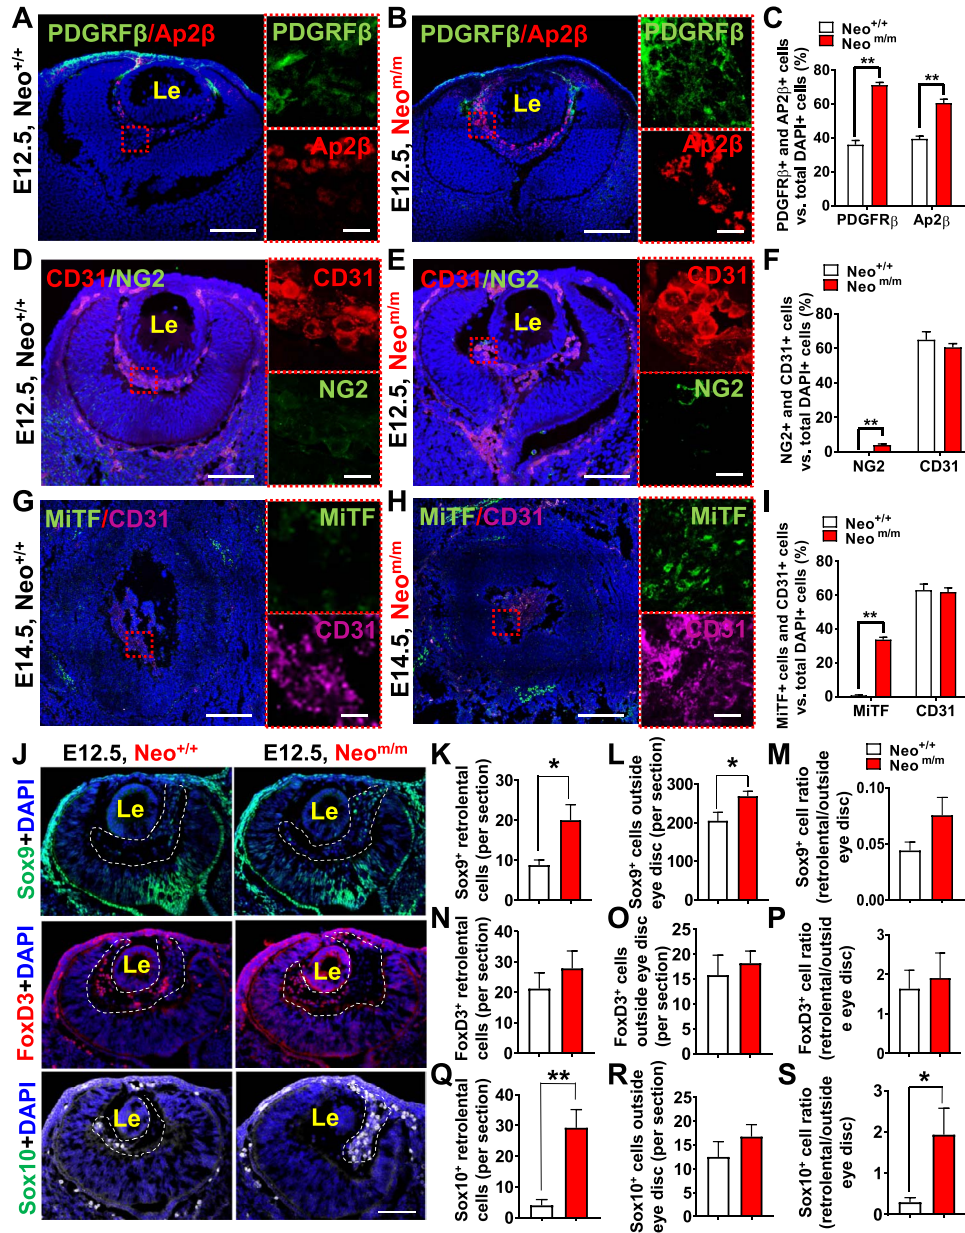 A
PDGRFβ/Ap2β
Le
E12.5, Neo+/+
PDGRFβ
Ap2β
B
PDGRFβ/Ap2β
Le
E12.5, Neom/m
PDGRFβ
Ap2β
C
Neo+/+
Neo m/m
PDGFRβ+ and AP2β+ cells
vs. total DAPI+ cells (%)
80
60
40
20
0
**
**
PDGFRβ
Ap2β
D
CD31/NG2
Le
E12.5, Neo+/+
CD31
NG2
E
CD31/NG2
Le
E12.5, Neom/m
CD31
NG2
F
Neo+/+
Neo m/m
NG2+ and CD31+ cells
vs. total DAPI+ cells (%)
80
60
40
20
0
**
NG2
CD31
G
MiTF/CD31
E14.5, Neo+/+
MiTF
CD31
H
MiTF/CD31
E14.5, Neom/m
MiTF
CD31
I
Neo+/+
Neo m/m
MiTF+ cells and CD31+ cells
vs. total DAPI+ cells (%)
80
60
40
20
0
**
MiTF
CD31
J
E12.5, Neo+/+
E12.5, Neom/m
Sox9+DAPI
Le
Le
FoxD3+DAPI
Le
Le
Sox10+DAPI
Le
Le
K
Sox9+ retrolental
cells (per section)
30
20
10
0
*
L
Sox9+ cells outside
eye disc (per section)
300
200
100
0
*
M
Neo+/+
Neo m/m
Sox9+ cell ratio
(retrolental/outside
eye disc)
0.10
0.05
0.00
N
FoxD3+ retrolental
cells (per section)
40
30
20
10
0
O
FoxD3+ cells
outside eye disc
(per section)
25
20
15
10
5
0
P
FoxD3+ cell ratio
(retrolental/outsid
e eye disc)
3
2
1
0
Q
Sox10+ retrolental
cells (per section)
40
30
20
10
0
**
R
Sox10+ cells outside
eye disc (per section)
25
20
15
10
5
0
S
Sox10+ cell ratio
(retrolental/outside
eye disc)
3
2
1
0
*